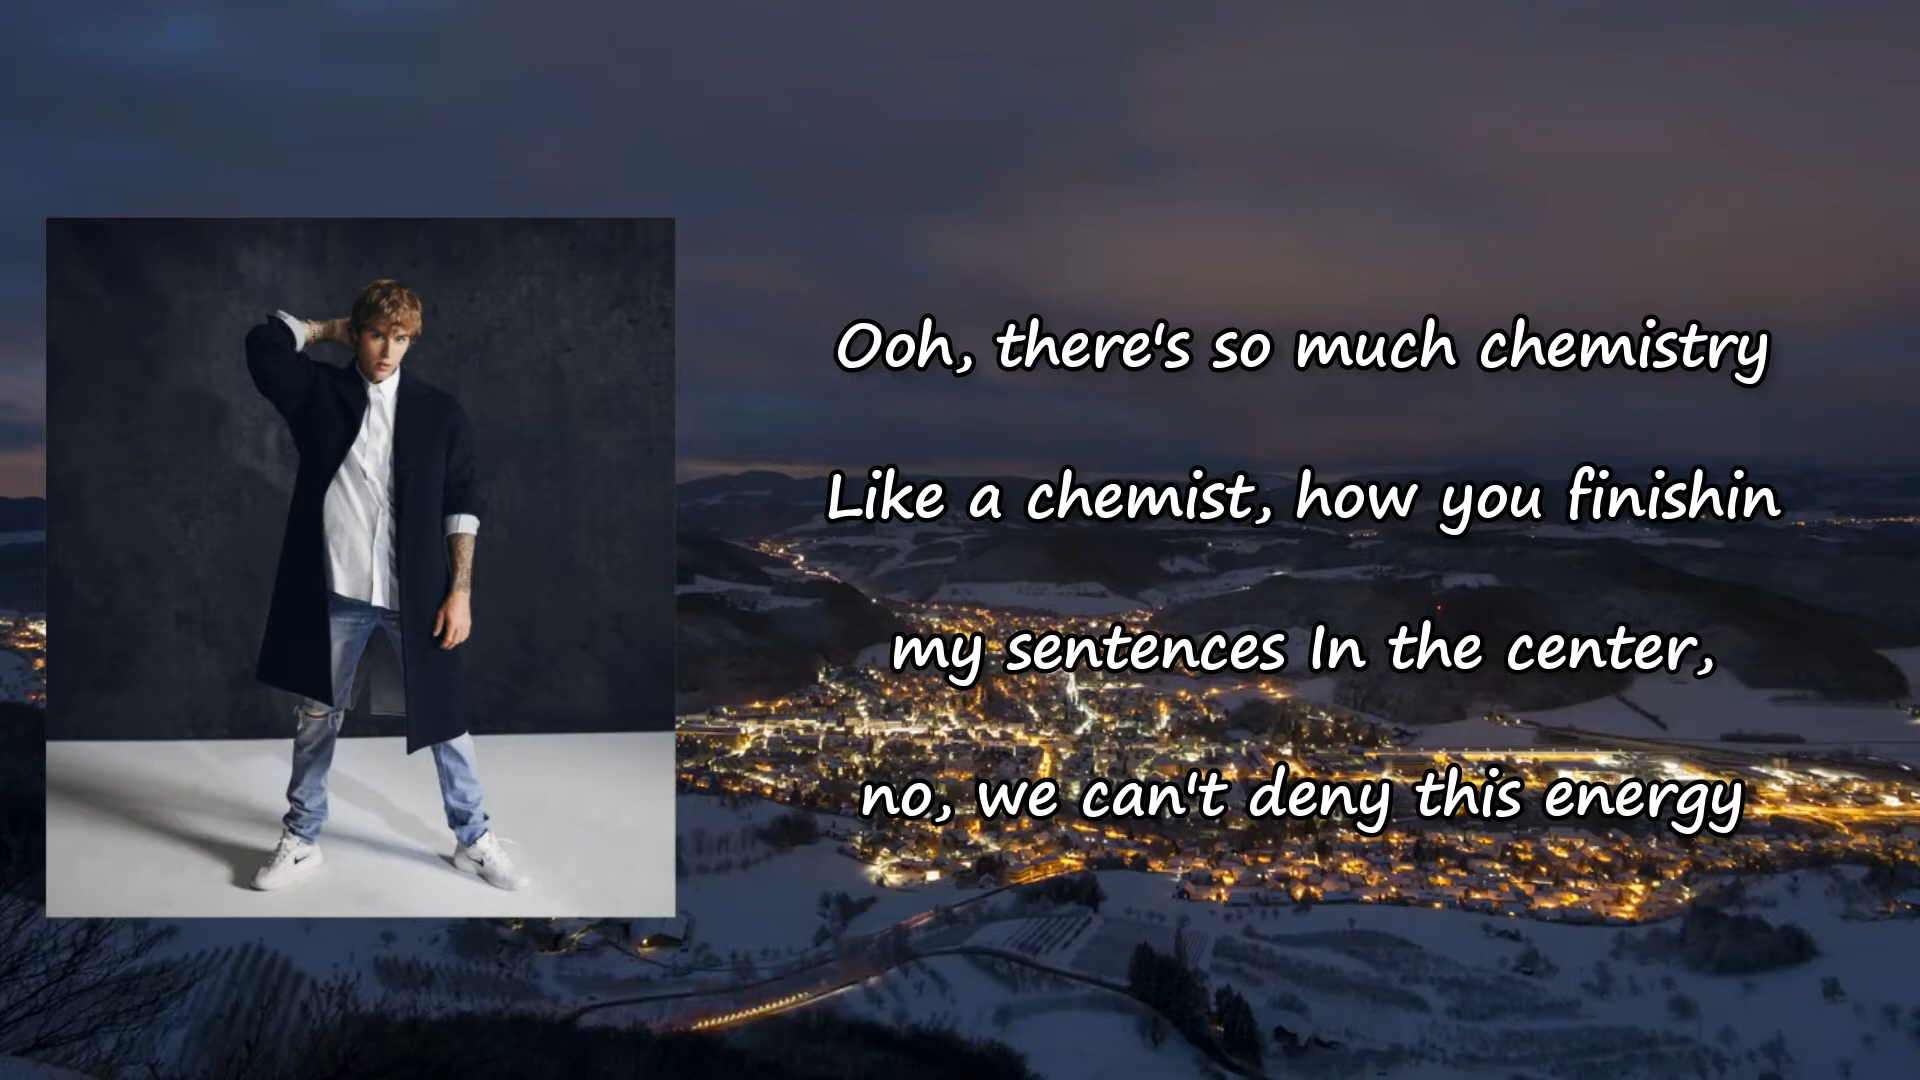 Ooh, there's so much chemistry
Like a chemist, how you finishin
my sentences In the center,
no, we can't deny this energy